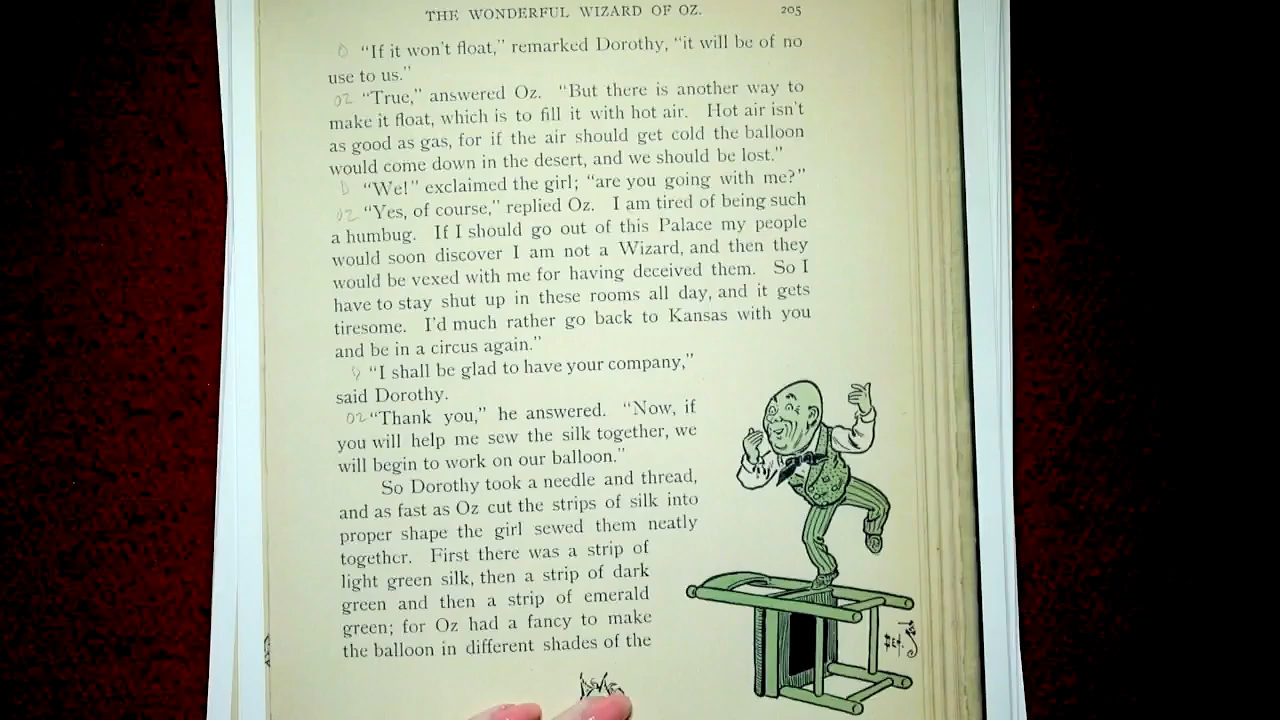 THE WONDERFUL WIZARD OF OZ. 205
D "If it won't float," remarked Dorothy, "it will be of no
use to us."
OZ "True," answered Oz. "But there is another way to
make it float, which is to fill it with hot air. Hot air isn't
as good as gas, for if the air should get cold the balloon
would come down in the desert, and we should be lost."
D "We!" exclaimed the girl; "are you going with me?"
OZ "Yes, of course," replied Oz. I am tired of being such
a humbug. If I should go out of this Palace my people
would soon discover I am not a Wizard, and then they
would be vexed with me for having deceived them. So I
have to stay shut up in these rooms all day, and it gets
tiresome. I'd much rather go back to Kansas with you
and be in a circus again."
"I shall be glad to have your company,"
said Dorothy.
OZ "Thank you," he answered. "Now, if
you will help me sew the silk together, we
will begin to work on our balloon."
So Dorothy took a needle and thread,
and as fast as Oz cut the strips of silk into
proper shape the girl sewed them neatly
together. First there was a strip of
light green silk, then a strip of dark
green and then a strip of emerald
green; for Oz had a fancy to make
the balloon in different shades of the